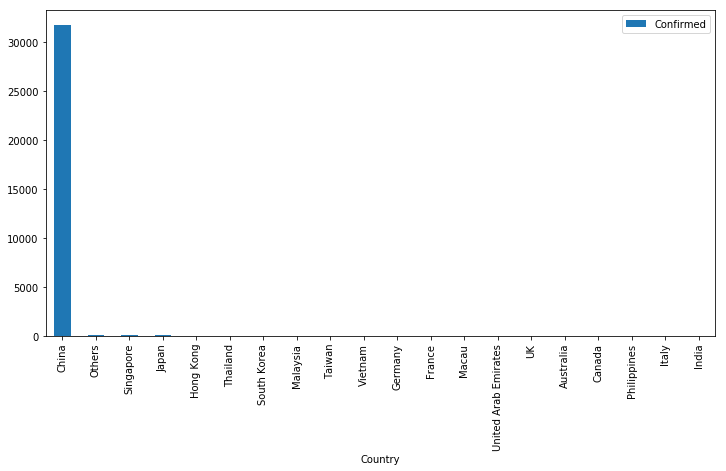 Confirmed
30000
25000
20000
15000
10000
5000
0
China
Others
Singapore
Japan
Hong Kong
Thailand
South Korea
Malaysia
Taiwan
Vietnam
Germany
France
Macau
United Arab Emirates
UK
Australia
Canada
Philippines
Italy
India
Country